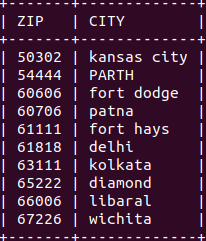 +-------+-------------+
| ZIP   | CITY        |
+-------+-------------+
| 50302 | kansas city |
| 54444 | PARTH       |
| 60606 | fort dodge  |
| 60706 | patna       |
| 61111 | fort hays   |
| 61818 | delhi       |
| 63111 | kolkata     |
| 65222 | diamond     |
| 66006 | libaral     |
| 67226 | wichita     |
+-------+-------------+